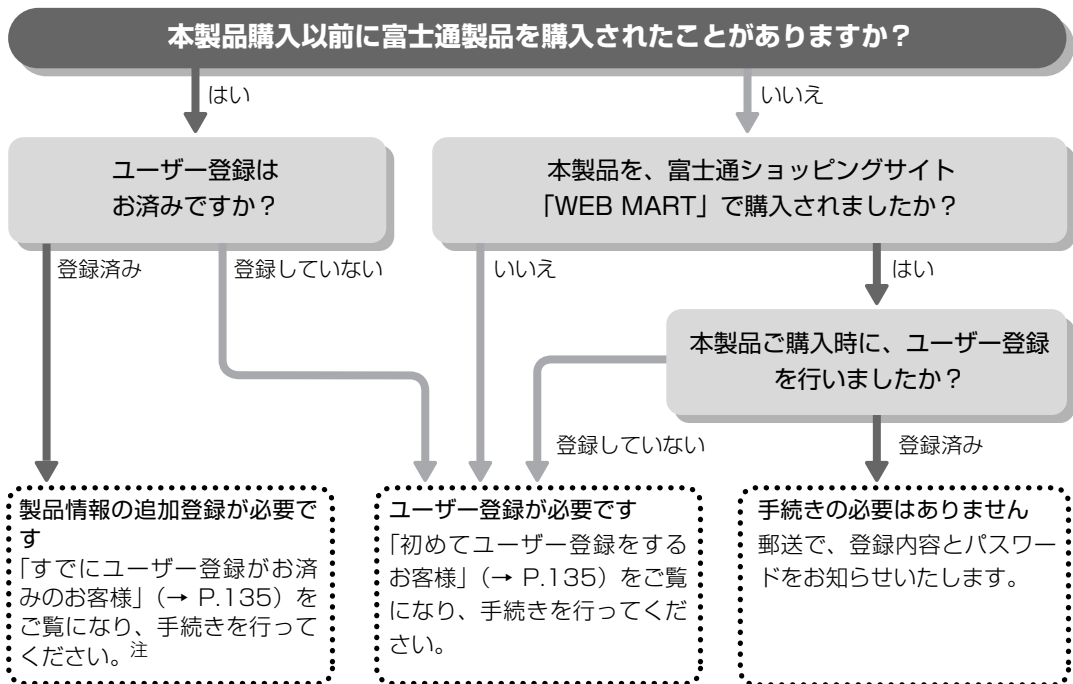 本製品購入以前に富士通製品を購入されたことがありますか？
はい
いいえ
ユーザー登録は
お済みですか？
本製品を、富士通ショッピングサイト
「WEB MART」で購入されましたか？
登録済み
登録していない
いいえ
はい
本製品ご購入時に、ユーザー登録
を行いましたか？
登録していない
登録済み
製品情報の追加登録が必要で
す
「すでにユーザー登録がお済
みのお客様」（→ P.135）を
ご覧になり、手続きを行って
ください。注
ユーザー登録が必要です
「初めてユーザー登録をする
お客様」（→ P.135）をご覧
になり、手続きを行ってくだ
さい。
手続きの必要はありません
郵送で、登録内容とパスワー
ドをお知らせいたします。